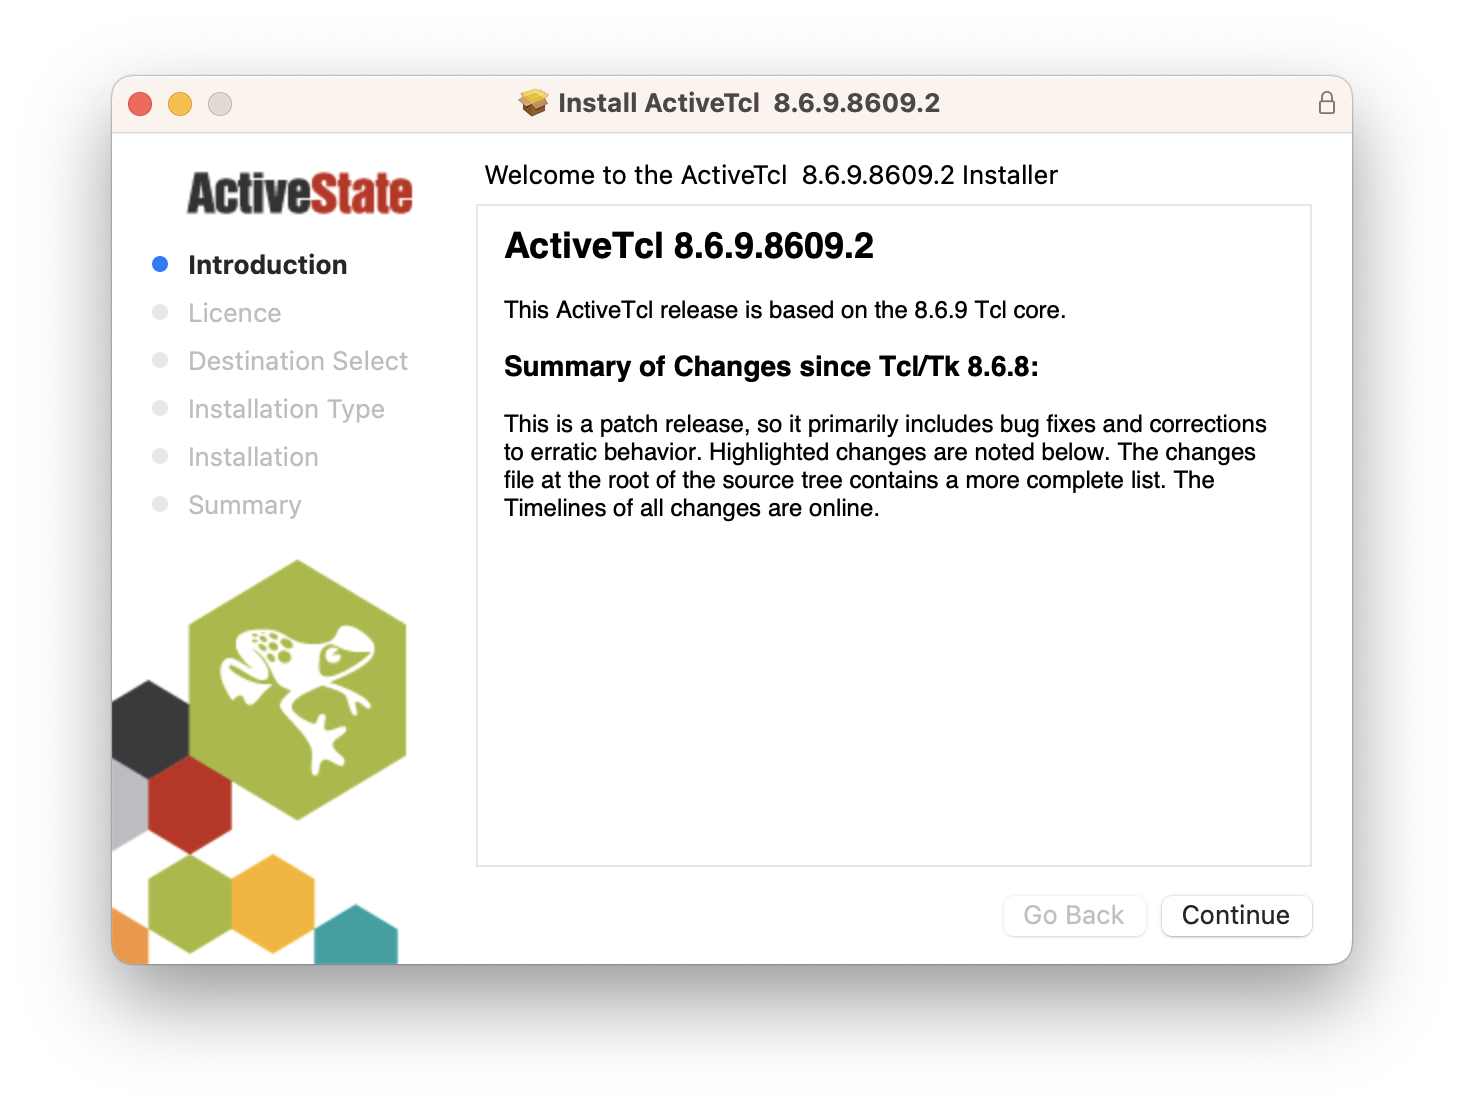 Install ActiveTcl  8.6.9.8609.2
ActiveState
Introduction
Licence
Destination Select
Installation Type
Installation
Summary
Welcome to the ActiveTcl  8.6.9.8609.2 Installer
ActiveTcl 8.6.9.8609.2
This ActiveTcl release is based on the 8.6.9 Tcl core.
Summary of Changes since Tcl/Tk 8.6.8:
This is a patch release, so it primarily includes bug fixes and corrections
to erratic behavior. Highlighted changes are noted below. The changes
file at the root of the source tree contains a more complete list. The
Timelines of all changes are online.
Go Back
Continue